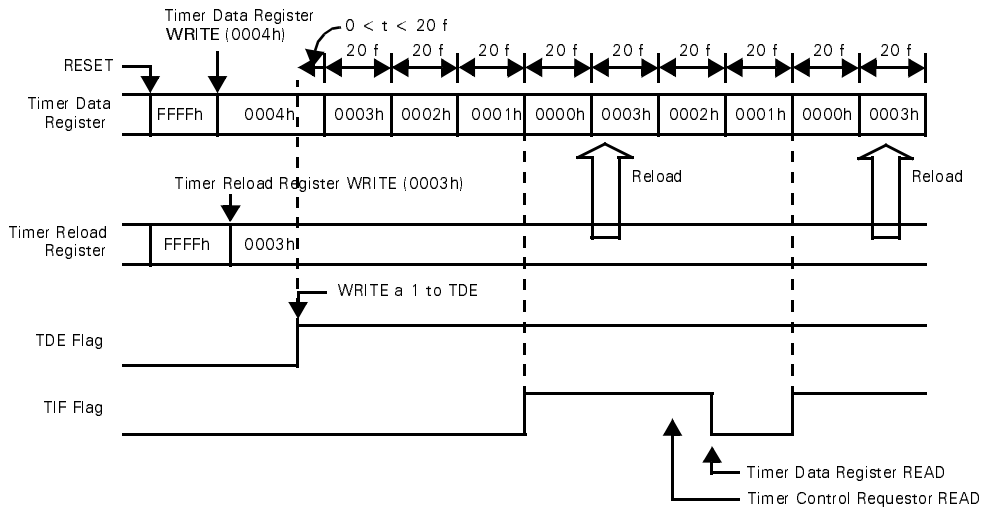 Timer Data Register
WRITE (0004h)
0 < t < 20 f
20 f 20 f 20 f 20 f 20 f 20 f 20 f 20 f 20 f
RESET
Timer Data
Register
FFFFh 0004h 0003h 0002h 0001h 0000h 0003h 0002h 0001h 0000h 0003h
Reload Reload
Timer Reload Register WRITE (0003h)
Timer Reload
Register
FFFFh 0003h
WRITE a 1 to TDE
TDE Flag
TIF Flag
Timer Data Register READ
Timer Control Requestor READ